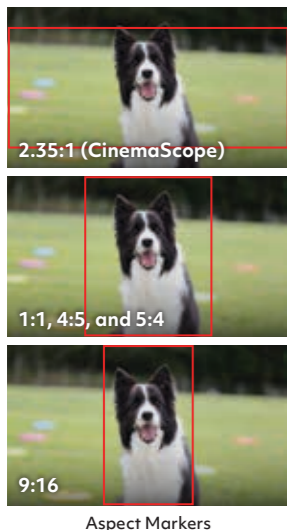 2.35:1 (CinemaScope)
1:1, 4:5, and 5:4
9:16
Aspect Markers